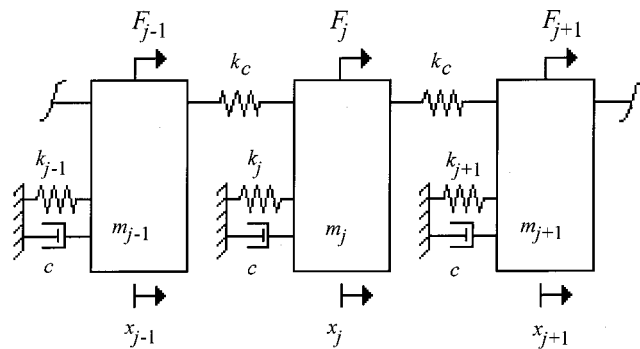 F_{j-1} F_j F_{j+1}
k_c k_c
k_{j-1} k_j k_{j+1}
m_{j-1} m_j m_{j+1}
c c c
x_{j-1} x_j x_{j+1}